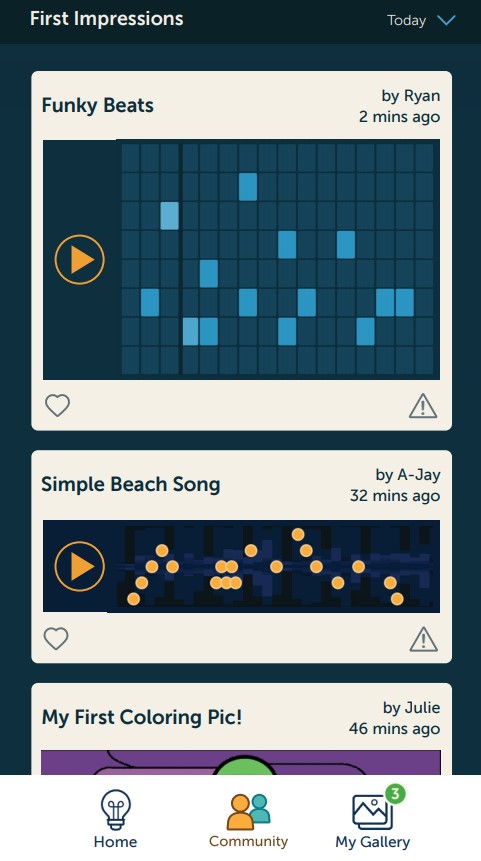 First Impressions
Today
Funky Beats
by Ryan
2 mins ago
Simple Beach Song
by A-Jay
32 mins ago
My First Coloring Pic!
by Julie
46 mins ago
3
Home
Community
My Gallery